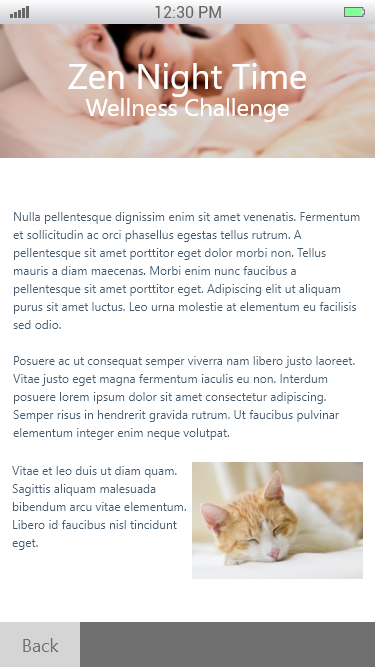 12:30 PM
Zen Night Time
Wellness Challenge
Nulla pellentesque dignissim enim sit amet venenatis. Fermentum
et sollicitudin ac orci phasellus egestas tellus rutrum. A
pellentesque sit amet porttitor eget dolor morbi non. Tellus
mauris a diam maecenas. Morbi enim nunc faucibus a
pellentesque sit amet porttitor eget. Adipiscing elit ut aliquam
purus sit amet luctus. Leo urna molestie at elementum eu facilisis
sed odio.
Posuere ac ut consequat semper viverra nam libero justo laoreet.
Vitae justo eget magna fermentum iaculis eu non. Interdum
posuere lorem ipsum dolor sit amet consectetur adipiscing.
Semper risus in hendrerit gravida rutrum. Ut faucibus pulvinar
elementum integer enim neque volutpat.
Vitae et leo duis ut diam quam.
Sagittis aliquam malesuada
bibendum arcu vitae elementum.
Libero id faucibus nisl tincidunt
eget.
Back